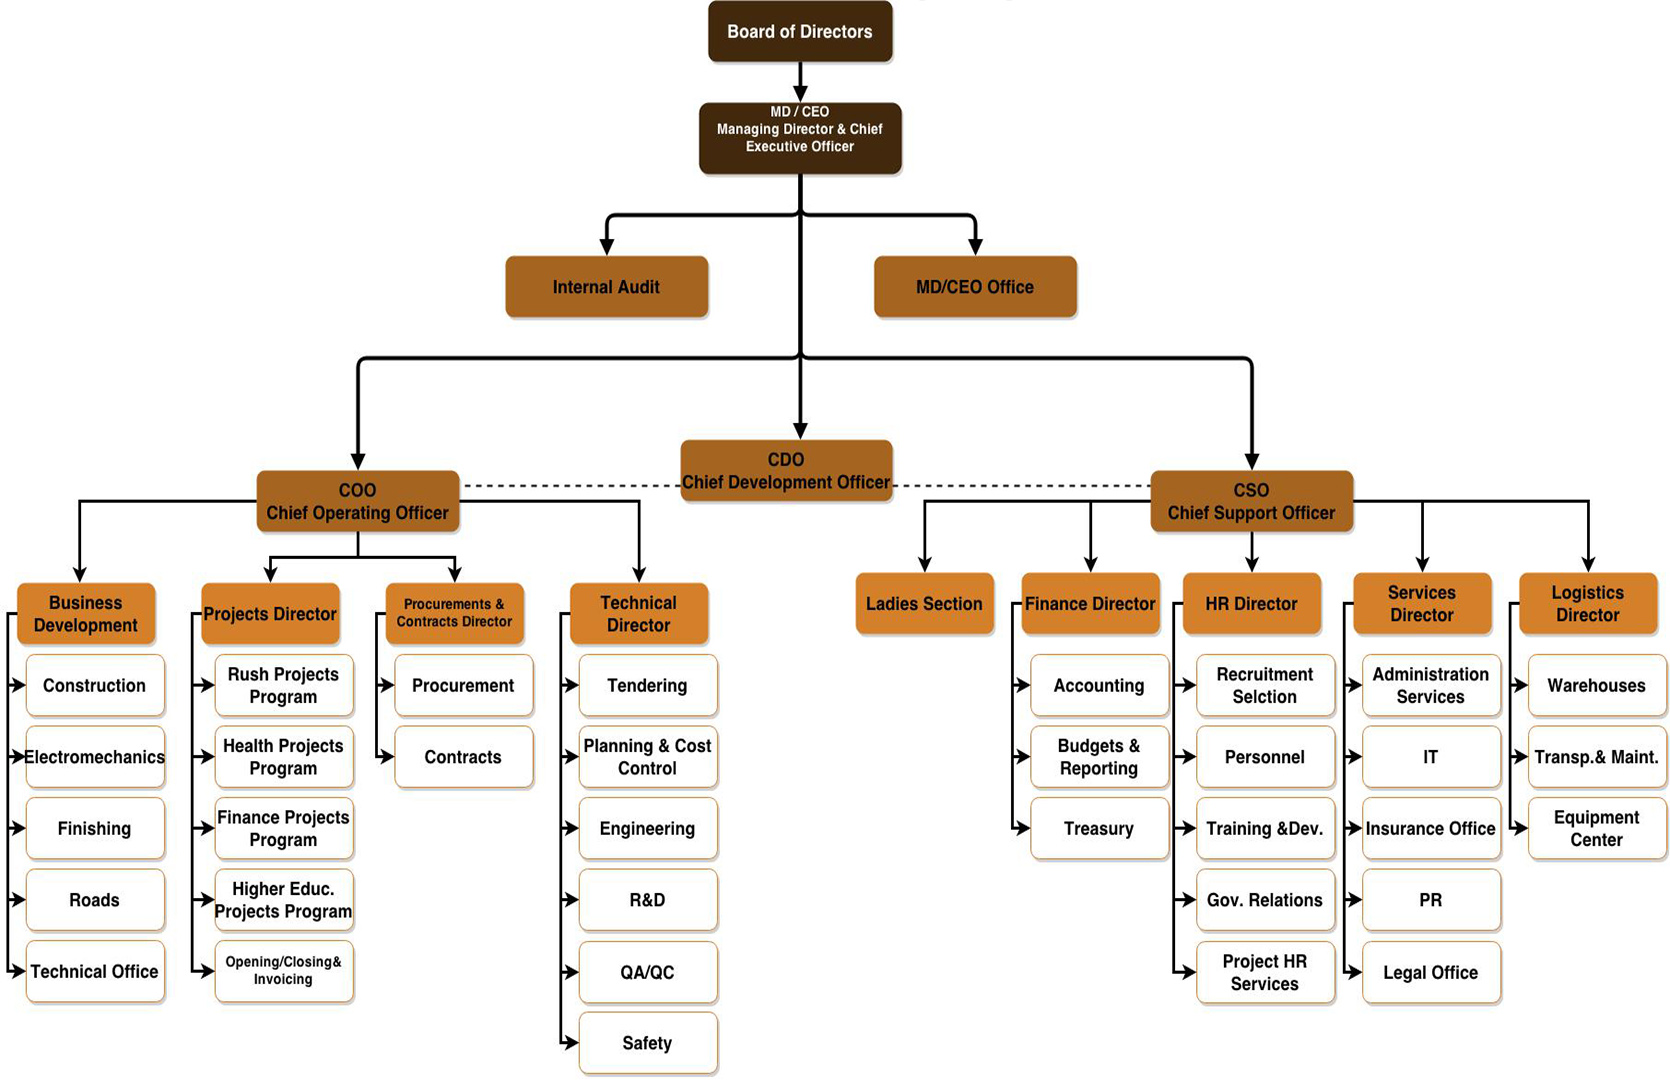 Board of Directors
MD / CEO
Managing Director & Chief
Executive Officer
Internal Audit
MD/CEO Office
CDO
Chief Development Officer
COO
Chief Operating Officer
CSO
Chief Support Officer
Business
Development
Construction
Electromechanics
Finishing
Roads
Technical Office
Projects Director
Rush Projects
Program
Health Projects
Program
Finance Projects
Program
Higher Educ.
Projects Program
Opening/Closing&
Invoicing
Procurements &
Contracts Director
Procurement
Contracts
Technical
Director
Tendering
Planning & Cost
Control
Engineering
R&D
QA/QC
Safety
Ladies Section
Finance Director
Accounting
Budgets &
Reporting
Treasury
HR Director
Recruitment
Selction
Personnel
Training &Dev.
Gov. Relations
Project HR
Services
Services
Director
Administration
Services
IT
Insurance Office
PR
Legal Office
Logistics
Director
Warehouses
Transp.& Maint.
Equipment
Center